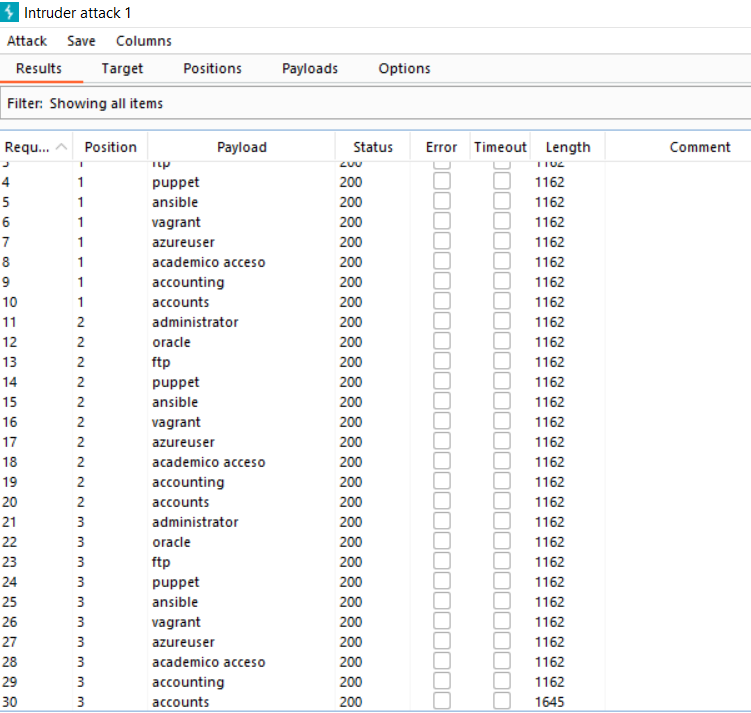 Intruder attack 1
Attack Save Columns
Results Target Positions Payloads Options
Filter: Showing all items
Requ... Position Payload Status Error Timeout Length Comment
3 1 ftp 200 1162
4 1 puppet 200 1162
5 1 ansible 200 1162
6 1 vagrant 200 1162
7 1 azureuser 200 1162
8 1 academico acceso 200 1162
9 1 accounting 200 1162
10 1 accounts 200 1162
11 2 administrator 200 1162
12 2 oracle 200 1162
13 2 ftp 200 1162
14 2 puppet 200 1162
15 2 ansible 200 1162
16 2 vagrant 200 1162
17 2 azureuser 200 1162
18 2 academico acceso 200 1162
19 2 accounting 200 1162
20 2 accounts 200 1162
21 3 administrator 200 1162
22 3 oracle 200 1162
23 3 ftp 200 1162
24 3 puppet 200 1162
25 3 ansible 200 1162
26 3 vagrant 200 1162
27 3 azureuser 200 1162
28 3 academico acceso 200 1162
29 3 accounting 200 1162
30 3 accounts 200 1645